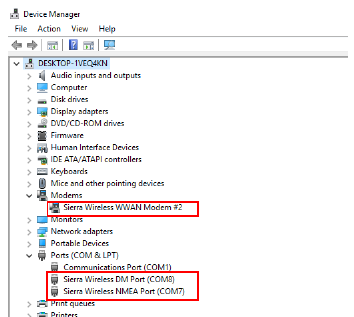 Device Manager
File Action View Help
DESKTOP-1VEQ4KN
Audio inputs and outputs
Computer
Disk drives
Display adapters
DVD/CD-ROM drives
Firmware
Human Interface Devices
IDE ATA/ATAPI controllers
Keyboards
Mice and other pointing devices
Modems
Sierra Wireless WWAN Modem #2
Monitors
Network adapters
Portable Devices
Ports (COM & LPT)
Communications Port (COM1)
Sierra Wireless DM Port (COM8)
Sierra Wireless NMEA Port (COM7)
Print queues
Printers